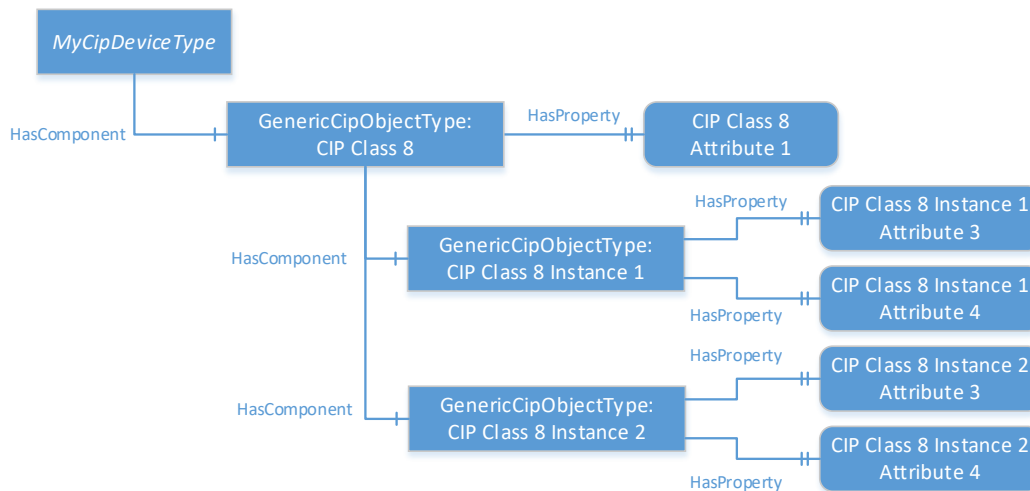 MyCipDeviceType
HasComponent
GenericCipObjectType:
CIP Class 8
HasProperty
CIP Class 8
Attribute 1
HasComponent
GenericCipObjectType:
CIP Class 8 Instance 1
HasProperty
CIP Class 8 Instance 1
Attribute 3
HasProperty
CIP Class 8 Instance 1
Attribute 4
HasComponent
GenericCipObjectType:
CIP Class 8 Instance 2
HasProperty
CIP Class 8 Instance 2
Attribute 3
HasProperty
CIP Class 8 Instance 2
Attribute 4